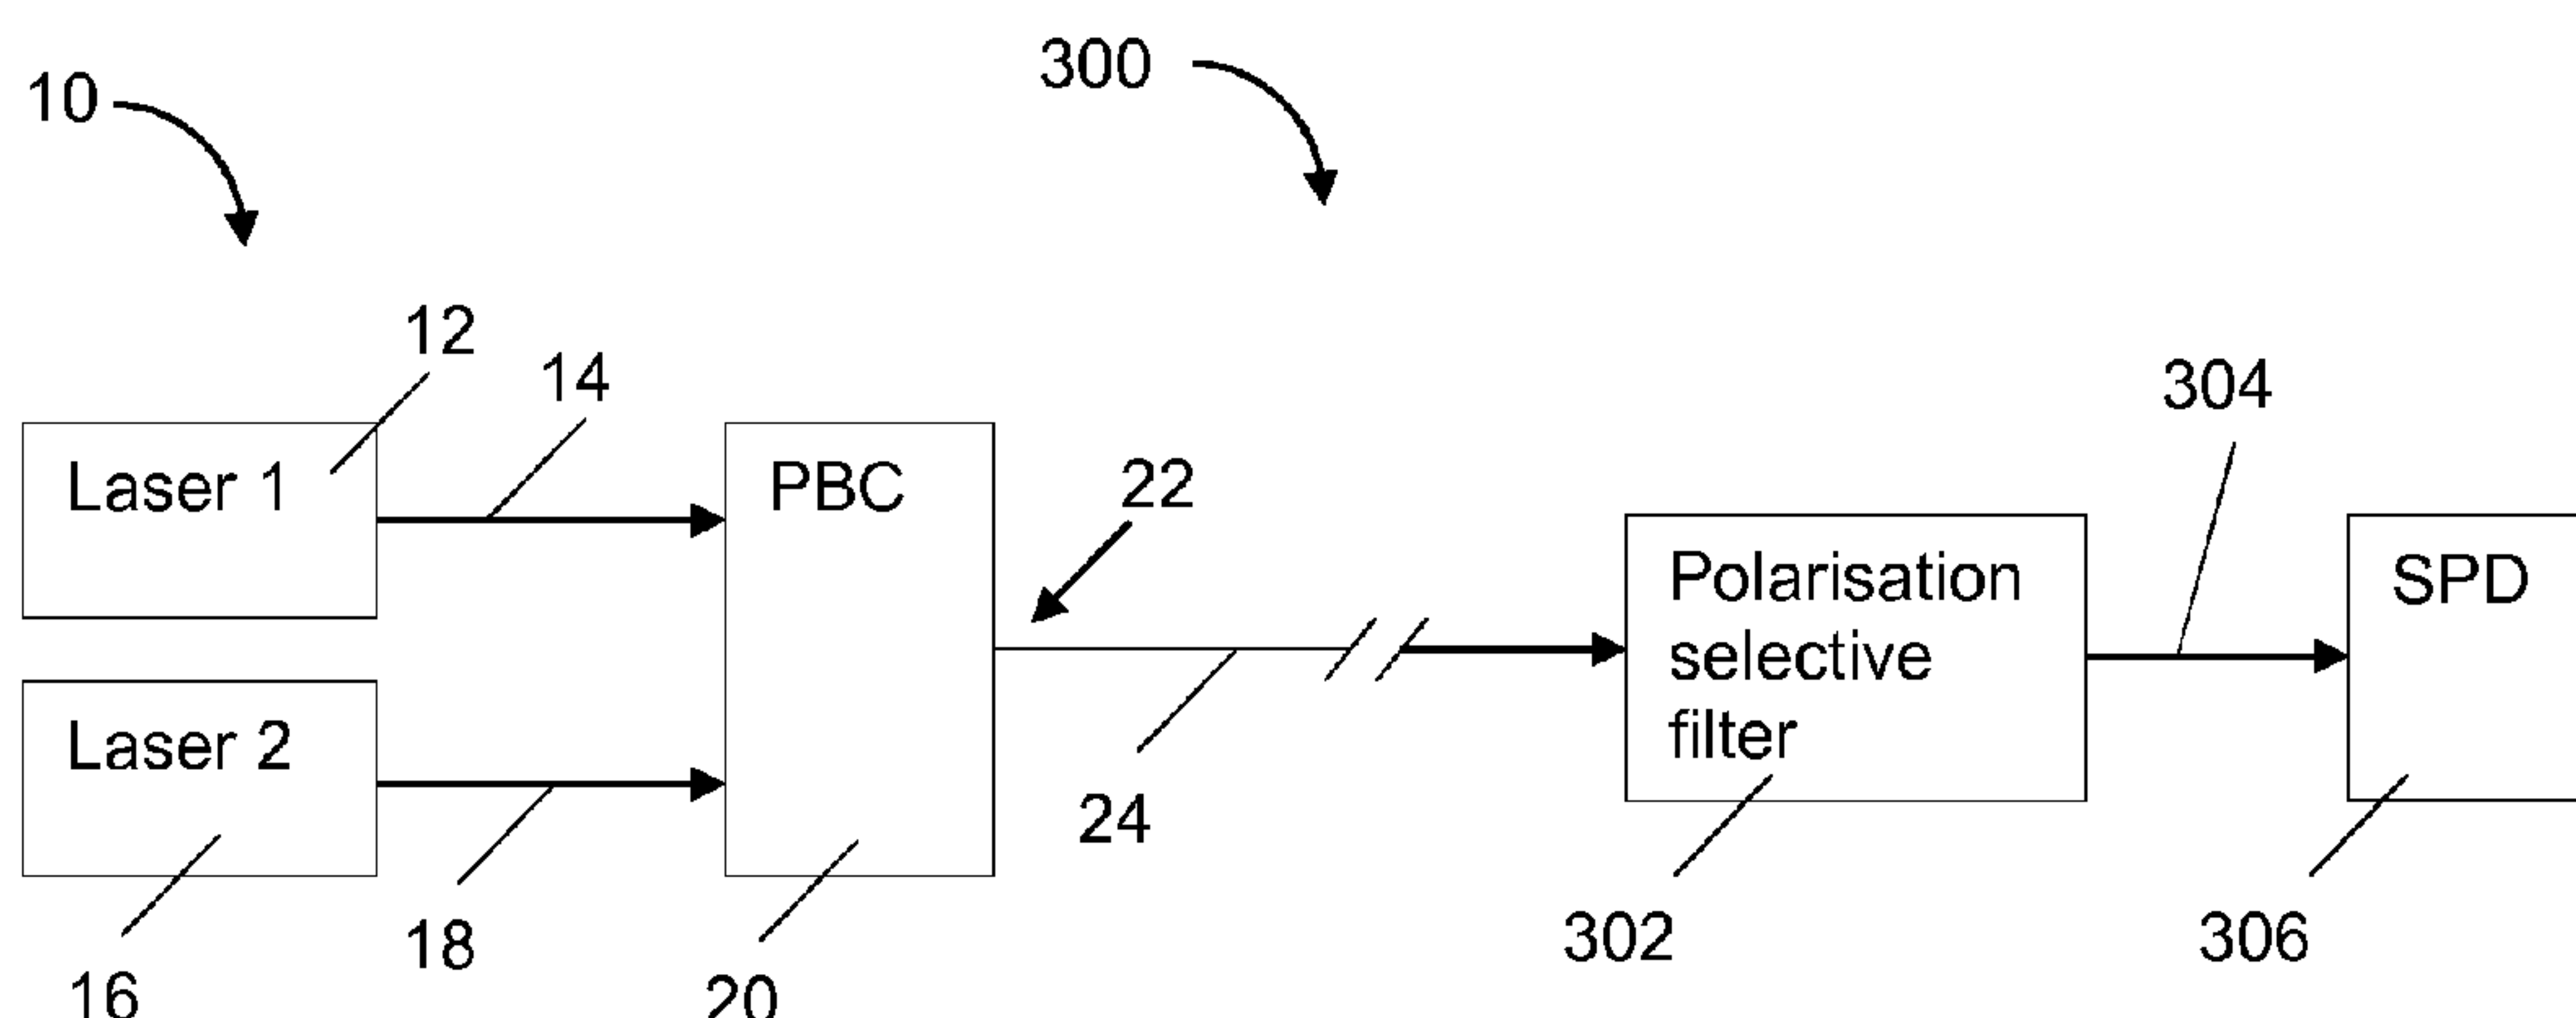 300
10
12
14
304
Laser 1
PBC
22
Polarisation
selective
filter
SPD
Laser 2
24
18
302
306
16
20